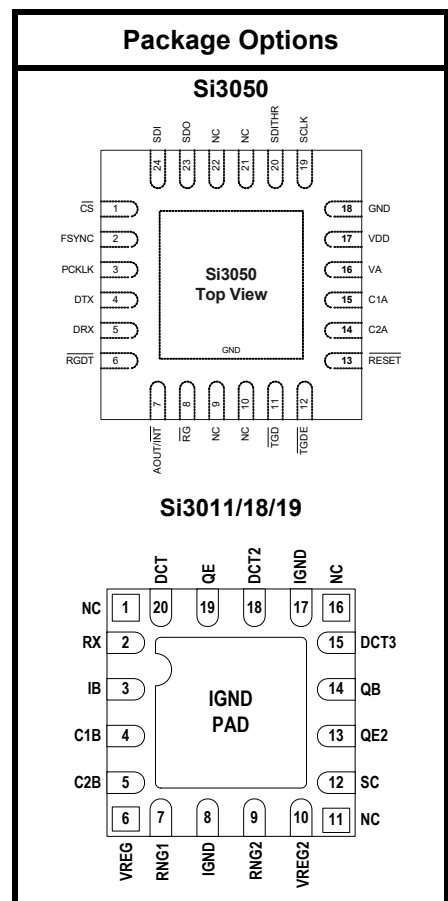 Package Options
Si3050
SDI SDO NC NC SDITHR SCLK
24 23 22 21 20 19
CS 1 18 GND
FSYNC 2 17 VDD
PCKLK 3 16 VA
Si3050
Top View
DTX 4 15 C1A
DRX 5 14 C2A
GND
RGDT 6 13 RESET
7 8 9 10 11 12
AOUT/INT RG NC NC TGD TGDE
Si3011/18/19
DCT QE DCT2 IGND NC
NC 1 20 19 18 17 16
RX 2 15 DCT3
IB 3 14 QB
IGND
PAD
C1B 4 13 QE2
C2B 5 12 SC
6 7 8 9 10 11 NC
VREG RNG1 IGND RNG2 VREG2